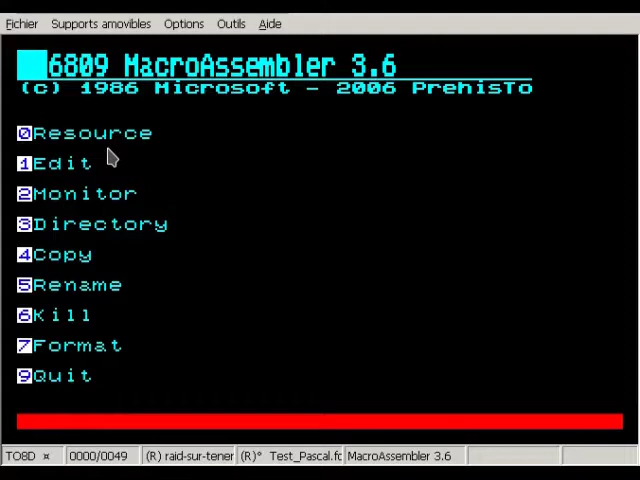 Fichier Supports amovibles Options Outils Aide
6809 MacroAssembler 3.6
(c) 1986 Microsoft - 2006 PrehisTo
0Resource
1Edit
2Monitor
3Directory
4Copy
5Rename
6Kill
7Format
9Quit
TO8D ¤ 0000/0049 (R) raid-sur-tener (R)° Test_Pascal.fc MacroAssembler 3.6